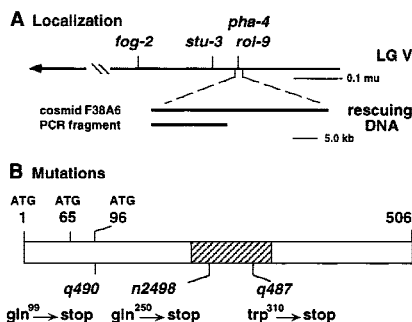 A Localization
pha-4
fog-2 stu-3 rol-9
LG V
0.1 mu
cosmid F38A6 rescuing
PCR fragment DNA
5.0 kb
B Mutations
ATG ATG ATG
1 65 96 506
q490 n2498 q487
gln99→stop gln250→stop trp310→stop